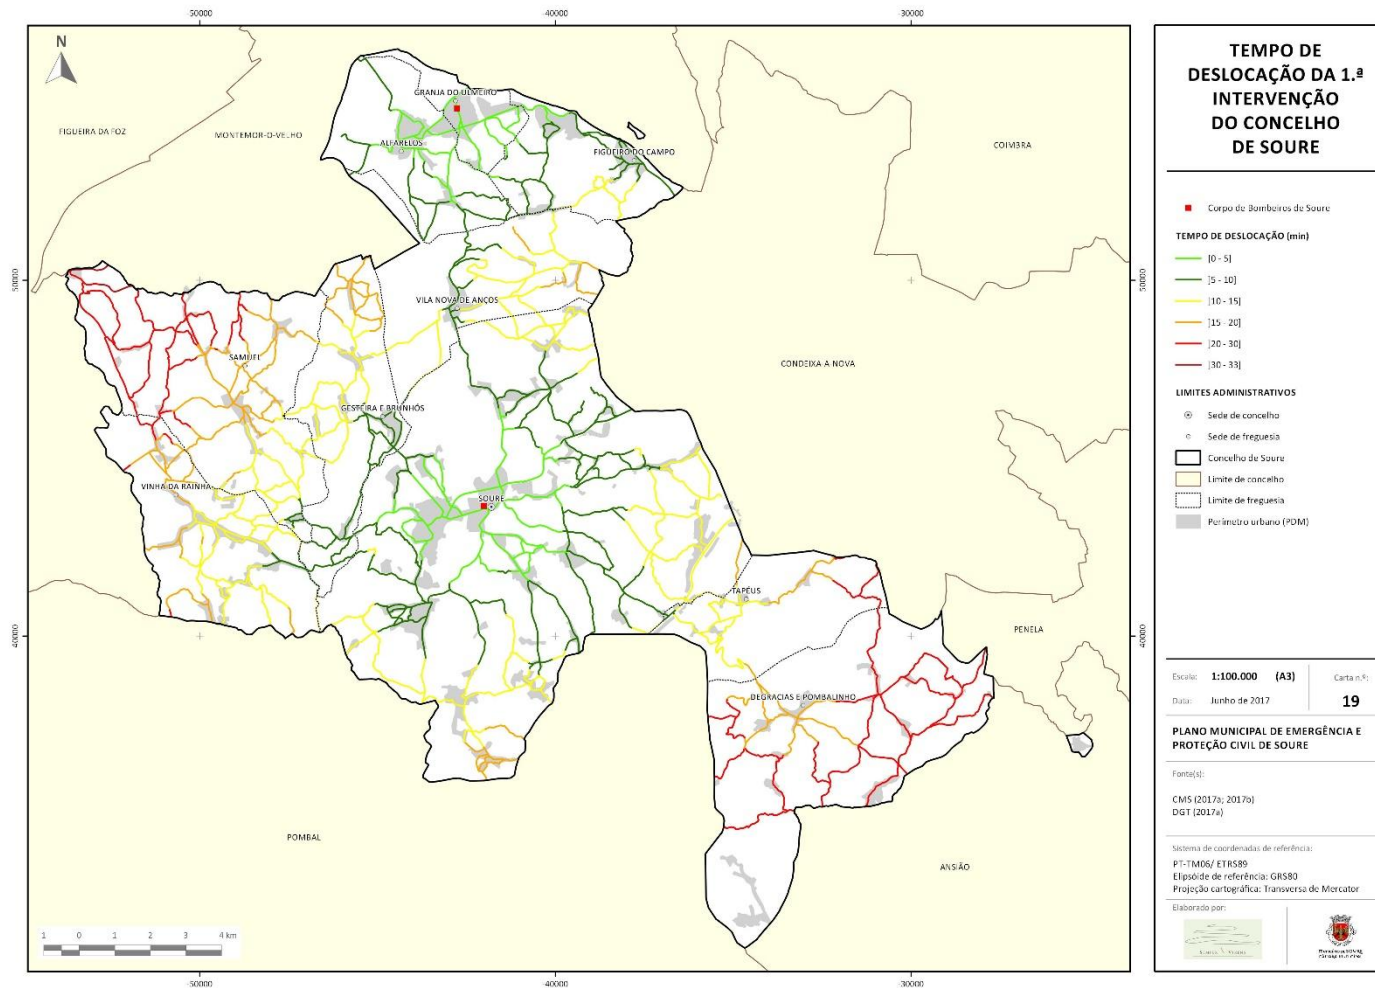 -50000
-40000
-30000
N
GRANJA DO ULMEIRO
FIGUEIRA DA FOZ
MONTEMOR-O-VELHO
ALFARELOS
FIGUEIRÓ DO CAMPO
COIMBRA
50000
50000
VILA NOVA DE ANÇOS
SAMUEL
CONDEIXA-A-NOVA
GESTEIRA E BRUNHÓS
VINHA DA RAINHA
SOURE
TAPÉUS
40000
40000
PENELA
DEGRACIAS E POMBALINHO
POMBAL
ANSIÃO
1 0 1 2 3 4 km
-50000
-40000
-30000
TEMPO DE
DESLOCAÇÃO DA 1.ª
INTERVENÇÃO
DO CONCELHO
DE SOURE
Corpo de Bombeiros de Soure
TEMPO DE DESLOCAÇÃO (min)
[0 - 5]
]5 - 10]
]10 - 15]
]15 - 20]
]20 - 30]
]30 - 33]
LIMITES ADMINISTRATIVOS
Sede de concelho
Sede de freguesia
Concelho de Soure
Limite de concelho
Limite de freguesia
Perímetro urbano (PDM)
Escala: 1:100.000 (A3)
Carta n.º:
Data: Junho de 2017
19
PLANO MUNICIPAL DE EMERGÊNCIA E
PROTEÇÃO CIVIL DE SOURE
Fonte(s):
CMS (2017a; 2017b)
DGT (2017a)
Sistema de coordenadas de referência:
PT-TM06/ ETRS89
Elipsóide de referência: GRS80
Projeção cartográfica: Transversa de Mercator
Elaborado por: